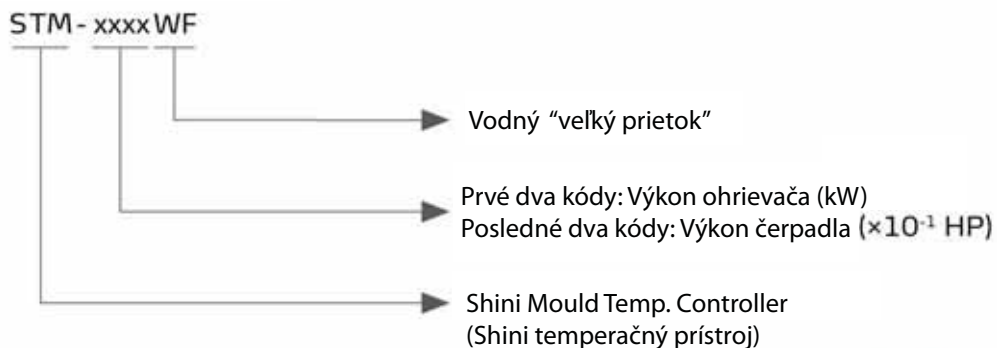 STM - xxxx WF
Vodný “veľký prietok”
Prvé dva kódy: Výkon ohrievača (kW)
Posledné dva kódy: Výkon čerpadla (×10⁻¹ HP)
Shini Mould Temp. Controller
(Shini temperačný prístroj)